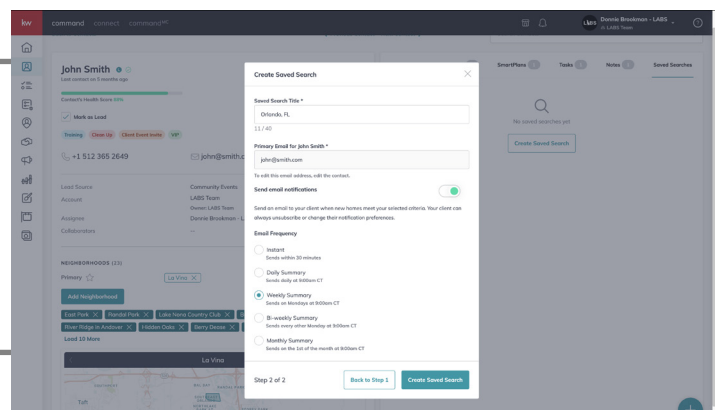 kw command connect command
Dannie Brookman - LABS
LABS Team
John Smith
Last contact on 5 months ago
Contact's Health Score 50%
Mark as Lead
Training Clean Up Client Event Invite VIP
+1 512 365 2649
john@smith.c
Lead Source Community Events
Account LABS Team
Owner: LABS Team
Assignee Dannie Brookman - L
Collaborators --
NEIGHBORHOODS (13)
Primary La Vina
Add Neighborhood
East Park Randal Park Lake Nona Country Club
River Ridge In Andover Hidden Oaks Berry Dease
Load 10 More
La Vina
Taft
Create Saved Search
Saved Search Title *
Orlando, FL
11 / 40
Primary Email for John Smith *
john@smith.com
To edit this email address, edit the contact.
Send email notifications
Send an email to your client when new homes meet your selected criteria. Your client can
always unsubscribe or change their notification preferences.
Email Frequency
Instant
Sends within 30 minutes
Daily Summary
Sends daily at 9:00am CT
Weekly Summary
Sends on Mondays at 9:00am CT
Bi-weekly Summary
Sends every other Monday at 9:00am CT
Monthly Summary
Sends on the 1st of the month at 9:00am CT
Step 2 of 2
Back to Step 1
Create Saved Search
SmartPlans Tasks Notes Saved Searches
No saved searches yet
Create Saved Search